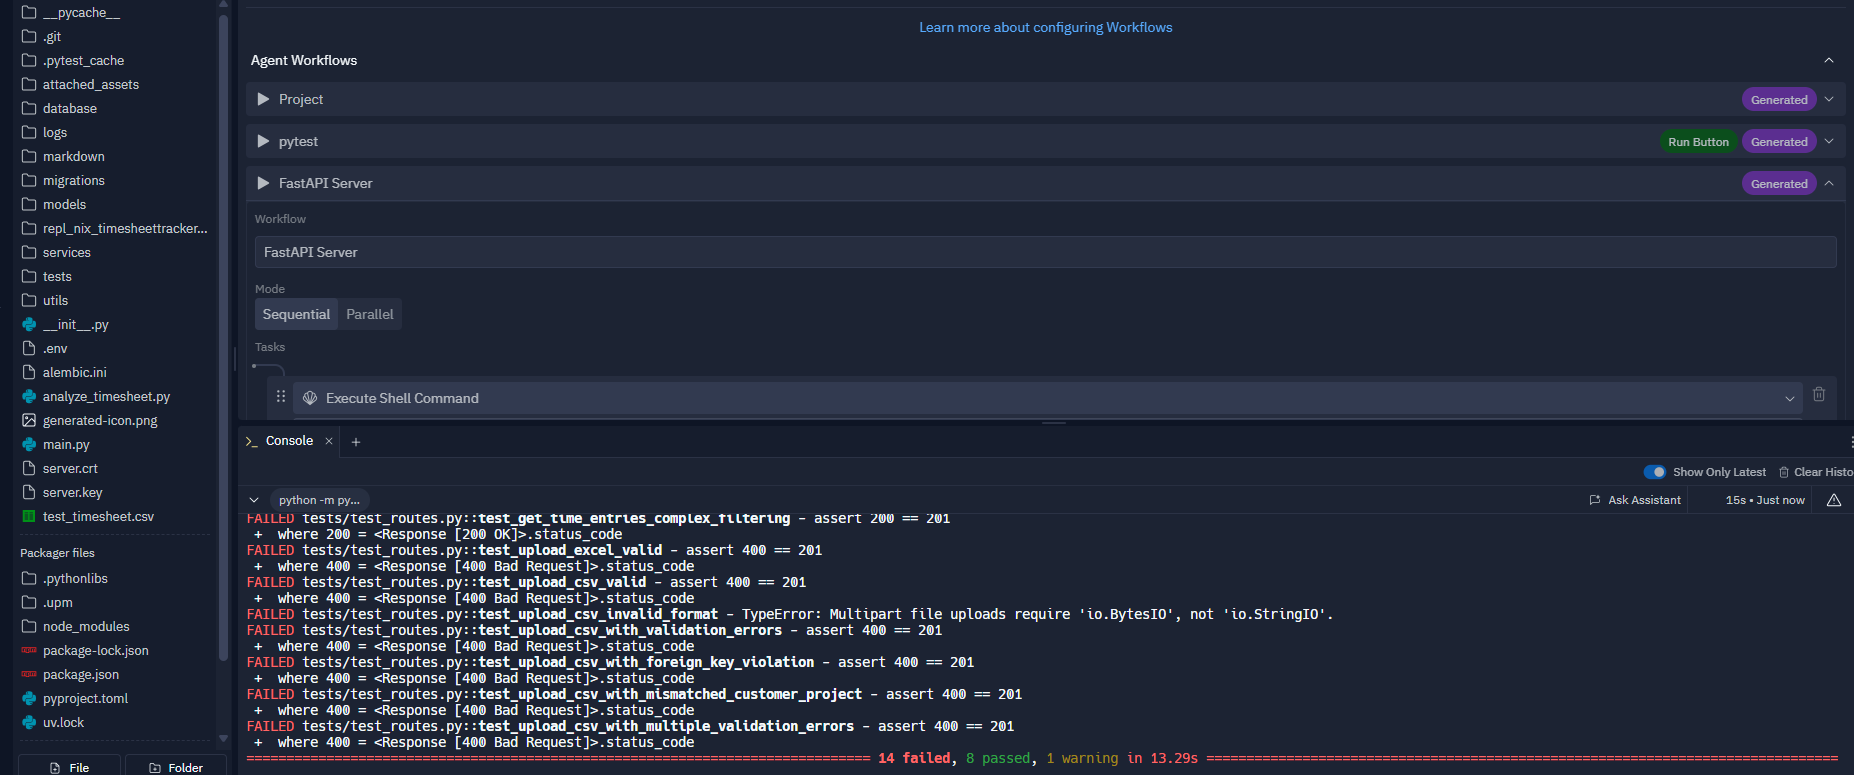 __pycache__
.git
.pytest_cache
attached_assets
database
logs
markdown
migrations
models
repl_nix_timesheettracker...
services
tests
utils
__init__.py
.env
alembic.ini
analyze_timesheet.py
generated-icon.png
main.py
server.crt
server.key
test_timesheet.csv
Packager files
.pythonlibs
.upm
node_modules
package-lock.json
package.json
pyproject.toml
uv.lock
File
Folder
Learn more about configuring Workflows
Agent Workflows
Project
Generated
pytest
Run Button
Generated
FastAPI Server
Generated
Workflow
FastAPI Server
Mode
Sequential
Parallel
Tasks
Execute Shell Command
Console
Show Only Latest
Clear Histo
python -m py...
Ask Assistant
15s • Just now
FAILED tests/test_routes.py::test_get_time_entries_complex_filtering - assert 200 == 201
+ where 200 = <Response [200 OK]>.status_code
FAILED tests/test_routes.py::test_upload_excel_valid - assert 400 == 201
+ where 400 = <Response [400 Bad Request]>.status_code
FAILED tests/test_routes.py::test_upload_csv_valid - assert 400 == 201
+ where 400 = <Response [400 Bad Request]>.status_code
FAILED tests/test_routes.py::test_upload_csv_invalid_format - TypeError: Multipart file uploads require 'io.BytesIO', not 'io.StringIO'.
FAILED tests/test_routes.py::test_upload_csv_with_validation_errors - assert 400 == 201
+ where 400 = <Response [400 Bad Request]>.status_code
FAILED tests/test_routes.py::test_upload_csv_with_foreign_key_violation - assert 400 == 201
+ where 400 = <Response [400 Bad Request]>.status_code
FAILED tests/test_routes.py::test_upload_csv_with_mismatched_customer_project - assert 400 == 201
+ where 400 = <Response [400 Bad Request]>.status_code
FAILED tests/test_routes.py::test_upload_csv_with_multiple_validation_errors - assert 400 == 201
+ where 400 = <Response [400 Bad Request]>.status_code
14 failed, 8 passed, 1 warning in 13.29s